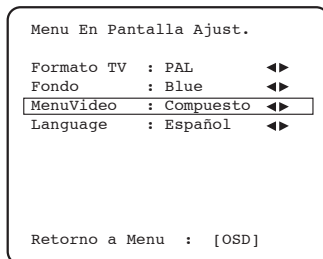 Menu En Pantalla Ajust.
Formato TV : PAL ◀▶
Fondo : Blue ◀▶
MenuVideo : Compuesto ◀▶
Language : Español ◀▶
Retorno a Menu : [OSD]